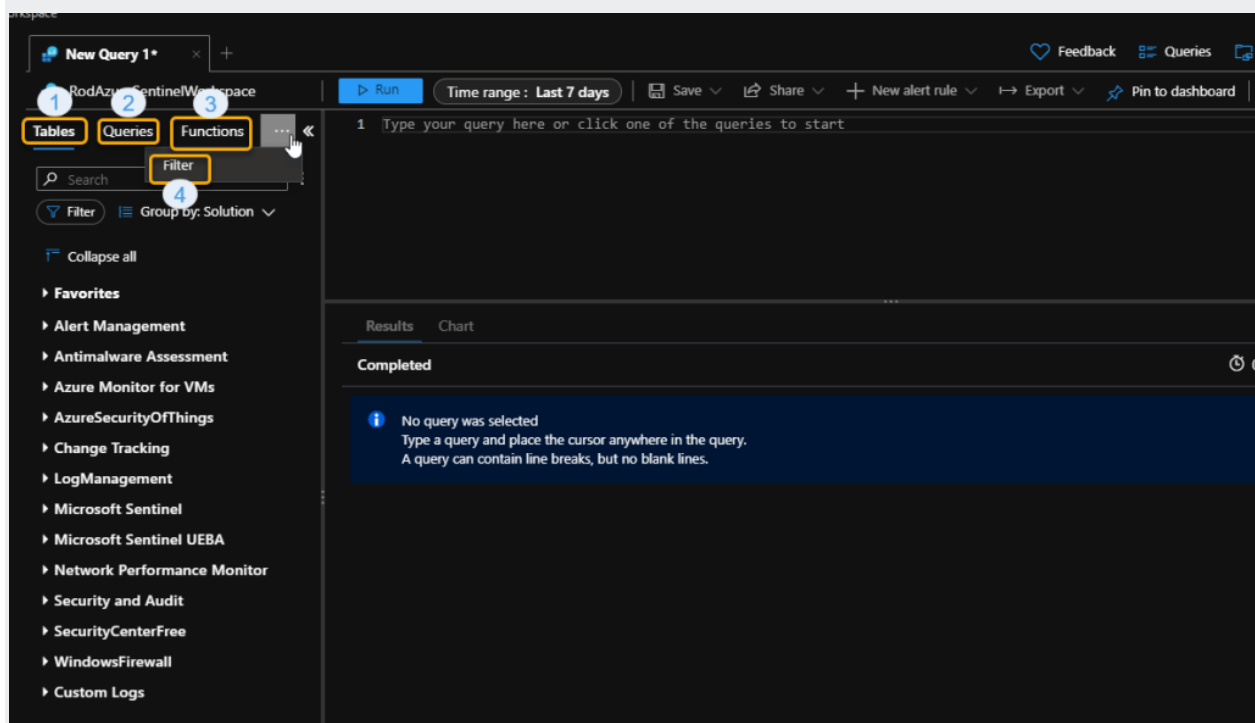 New Query 1*
Feedback
Queries
Run
Time range : Last 7 days
Save
Share
New alert rule
Export
Pin to dashboard
1
2
3
Tables
Queries
Functions
...
«
1 Type your query here or click one of the queries to start
Filter
4
Search
Filter
Group by: Solution
Collapse all
Favorites
Alert Management
Antimalware Assessment
Azure Monitor for VMs
AzureSecurityOfThings
Change Tracking
LogManagement
Microsoft Sentinel
Microsoft Sentinel UEBA
Network Performance Monitor
Security and Audit
SecurityCenterFree
WindowsFirewall
Custom Logs
Results
Chart
Completed
No query was selected
Type a query and place the cursor anywhere in the query.
A query can contain line breaks, but no blank lines.